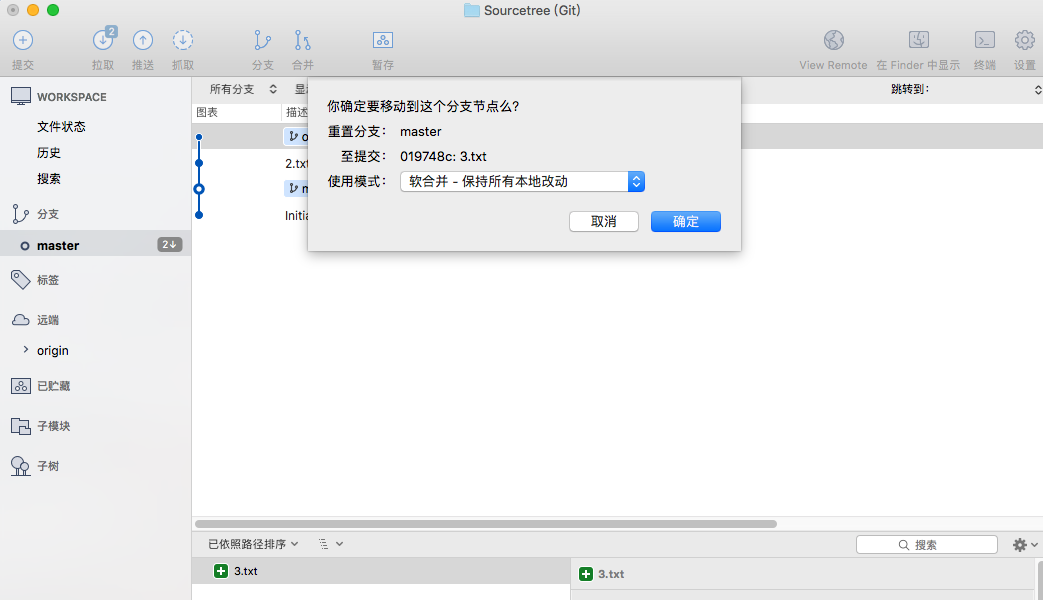 Sourcetree (Git)
2
提交
拉取
推送
抓取
分支
合并
暂存
View Remote
在 Finder 中显示
终端
设置
WORKSPACE
文件状态
历史
搜索
分支
master 2↓
标签
远端
origin
已贮藏
子模块
子树
所有分支
跳转到：
图表
描述
2.txt
Initia
你确定要移动到这个分支节点么？
重置分支： master
至提交： 019748c: 3.txt
使用模式： 软合并 - 保持所有本地改动
取消
确定
已依照路径排序
搜索
3.txt
3.txt